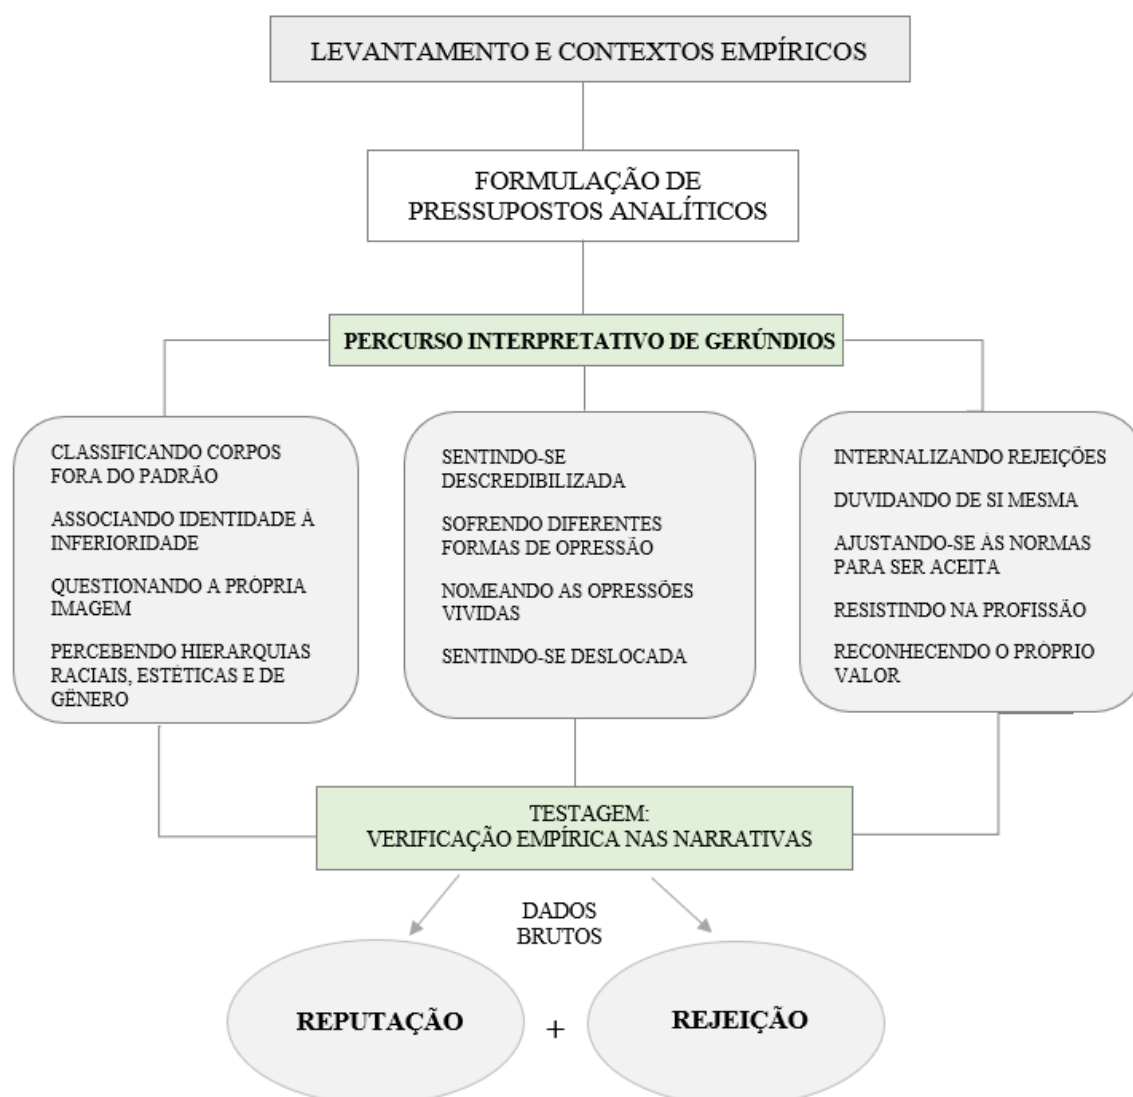 LEVANTAMENTO E CONTEXTOS EMPÍRICOS
FORMULAÇÃO DE
PRESSUPOSTOS ANALÍTICOS
PERCURSO INTERPRETATIVO DE GERÚNDIOS
CLASSIFICANDO CORPOS
FORA DO PADRÃO
ASSOCIANDO IDENTIDADE À
INFERIORIDADE
QUESTIONANDO A PRÓPRIA
IMAGEM
PERCEBENDO HIERARQUIAS
RACIAIS, ESTÉTICAS E DE
GÊNERO
SENTINDO-SE
DESCREDIBILIZADA
SOFRENDO DIFERENTES
FORMAS DE OPRESSÃO
NOMEANDO AS OPRESSÕES
VIVIDAS
SENTINDO-SE DESLOCADA
INTERNALIZANDO REJEIÇÕES
DUVIDANDO DE SI MESMA
AJUSTANDO-SE ÀS NORMAS
PARA SER ACEITA
RESISTINDO NA PROFISSÃO
RECONHECENDO O PRÓPRIO
VALOR
TESTAGEM:
VERIFICAÇÃO EMPÍRICA NAS NARRATIVAS
DADOS
BRUTOS
REPUTAÇÃO
+
REJEIÇÃO